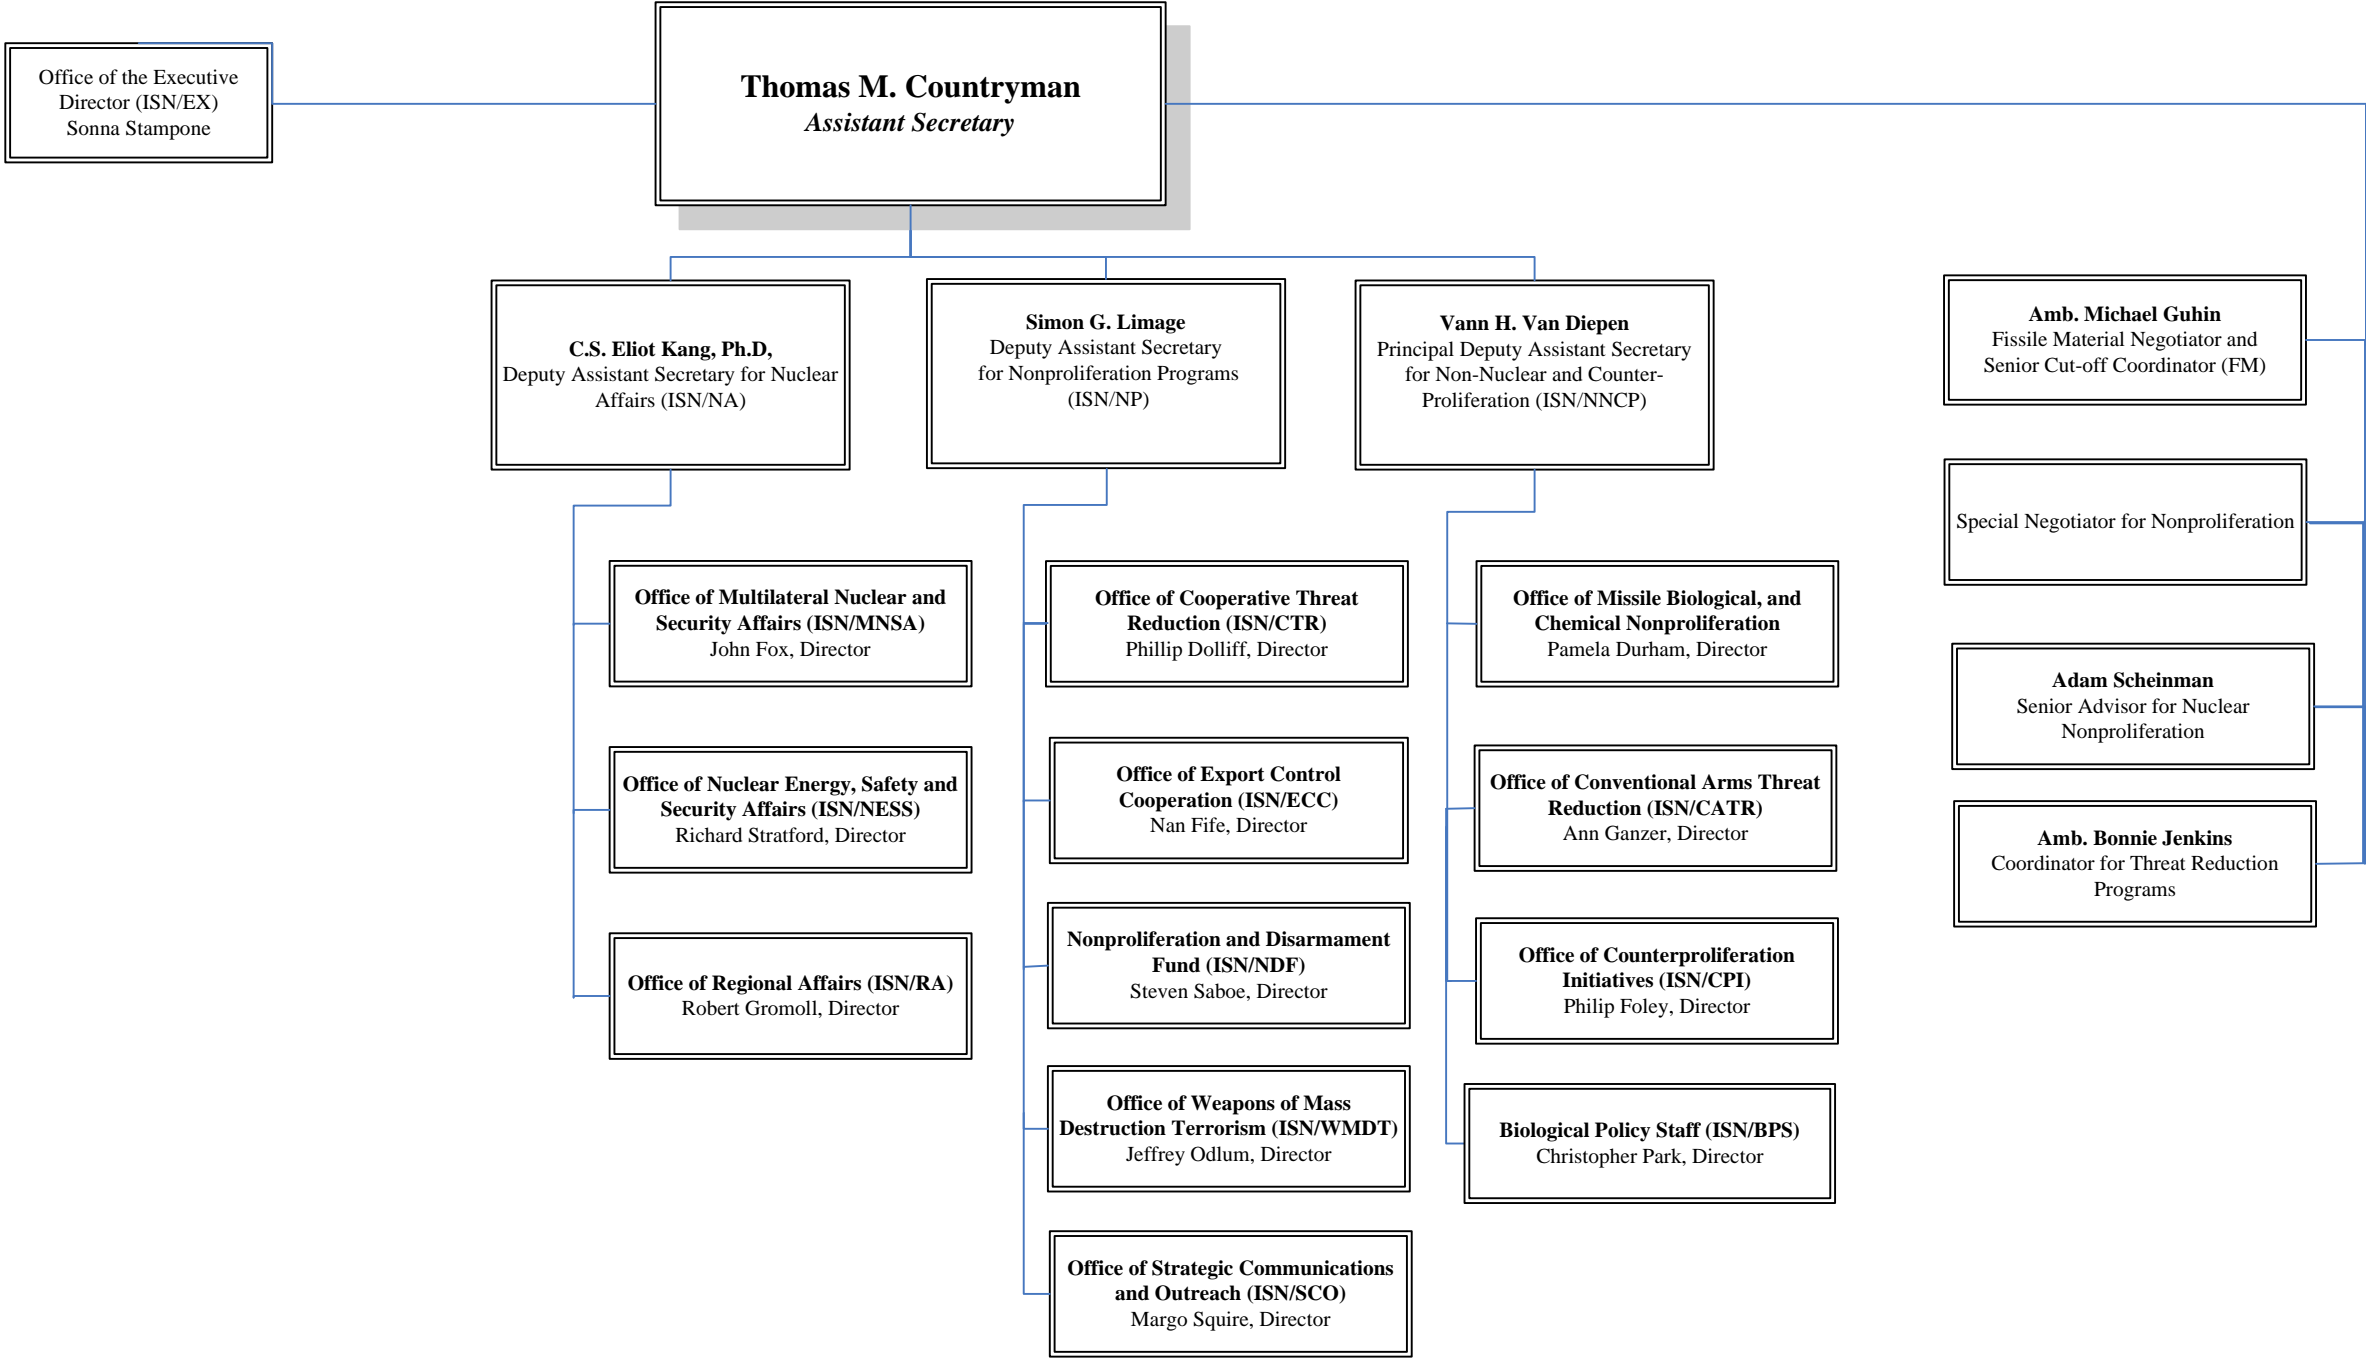 Office of the Executive
Director (ISN/EX)
Sonna Stampone
Thomas M. Countryman
Assistant Secretary
C.S. Eliot Kang, Ph.D,
Deputy Assistant Secretary for Nuclear
Affairs (ISN/NA)
Simon G. Limage
Deputy Assistant Secretary
for Nonproliferation Programs
(ISN/NP)
Vann H. Van Diepen
Principal Deputy Assistant Secretary
for Non-Nuclear and Counter-
Proliferation (ISN/NNCP)
Amb. Michael Guhin
Fissile Material Negotiator and
Senior Cut-off Coordinator (FM)
Special Negotiator for Nonproliferation
Adam Scheinman
Senior Advisor for Nuclear
Nonproliferation
Amb. Bonnie Jenkins
Coordinator for Threat Reduction
Programs
Office of Multilateral Nuclear and
Security Affairs (ISN/MNSA)
John Fox, Director
Office of Nuclear Energy, Safety and
Security Affairs (ISN/NESS)
Richard Stratford, Director
Office of Regional Affairs (ISN/RA)
Robert Gromoll, Director
Office of Cooperative Threat
Reduction (ISN/CTR)
Phillip Dolliff, Director
Office of Export Control
Cooperation (ISN/ECC)
Nan Fife, Director
Nonproliferation and Disarmament
Fund (ISN/NDF)
Steven Saboe, Director
Office of Weapons of Mass
Destruction Terrorism (ISN/WMDT)
Jeffrey Odlum, Director
Office of Strategic Communications
and Outreach (ISN/SCO)
Margo Squire, Director
Office of Missile Biological, and
Chemical Nonproliferation
Pamela Durham, Director
Office of Conventional Arms Threat
Reduction (ISN/CATR)
Ann Ganzer, Director
Office of Counterproliferation
Initiatives (ISN/CPI)
Philip Foley, Director
Biological Policy Staff (ISN/BPS)
Christopher Park, Director